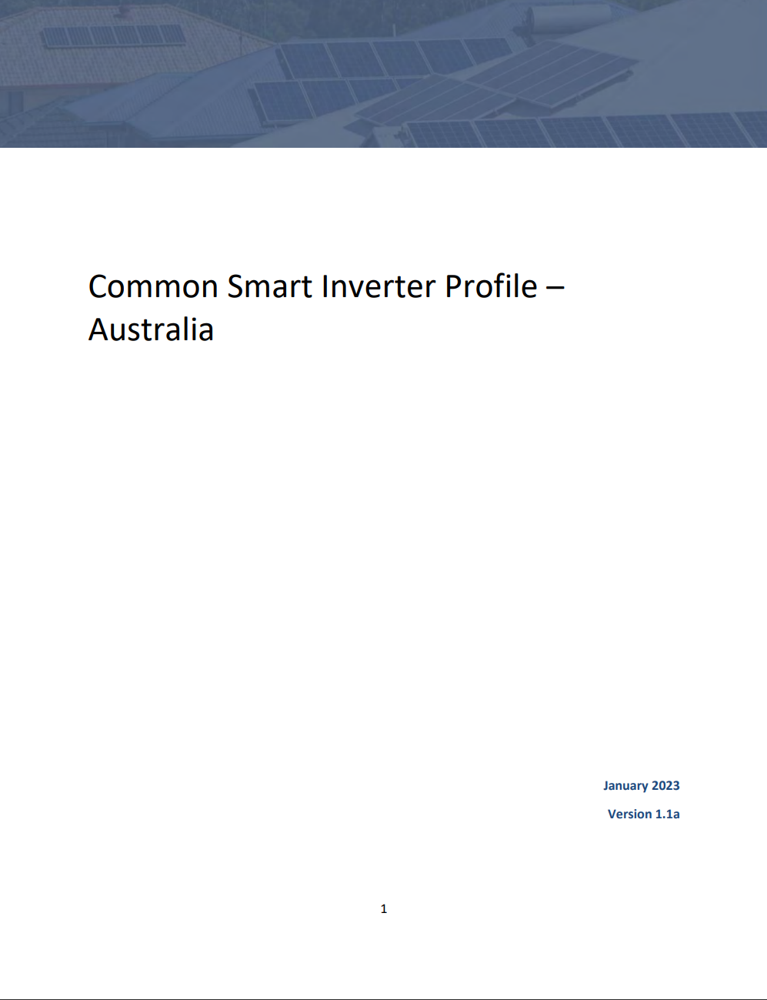 Common Smart Inverter Profile –
Australia
January 2023
Version 1.1a
1